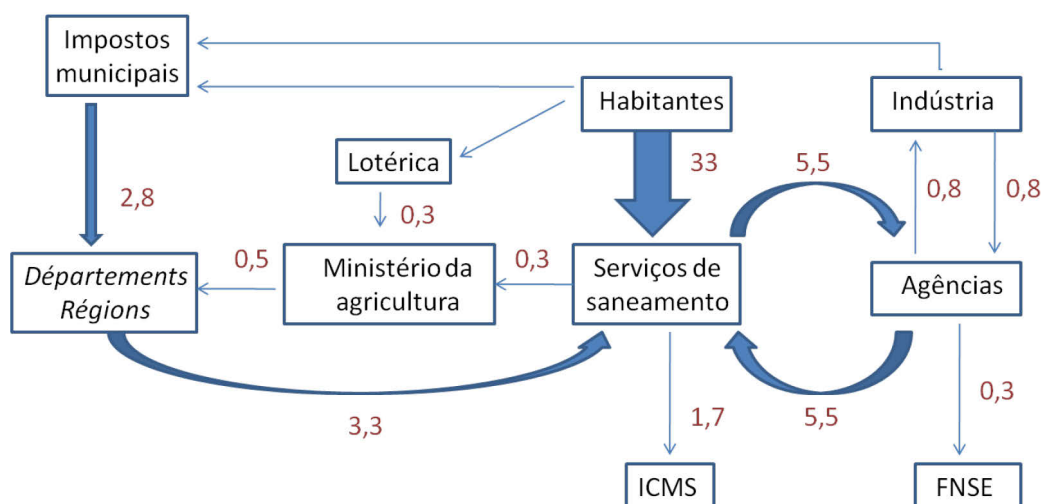 Impostos
municipais
Habitantes
Indústria
Lotérica
33
5,5
0,8
0,8
2,8
0,3
Départements
Régions
0,5
Ministério da
agricultura
0,3
Serviços de
saneamento
Agências
3,3
1,7
5,5
0,3
ICMS
FNSE